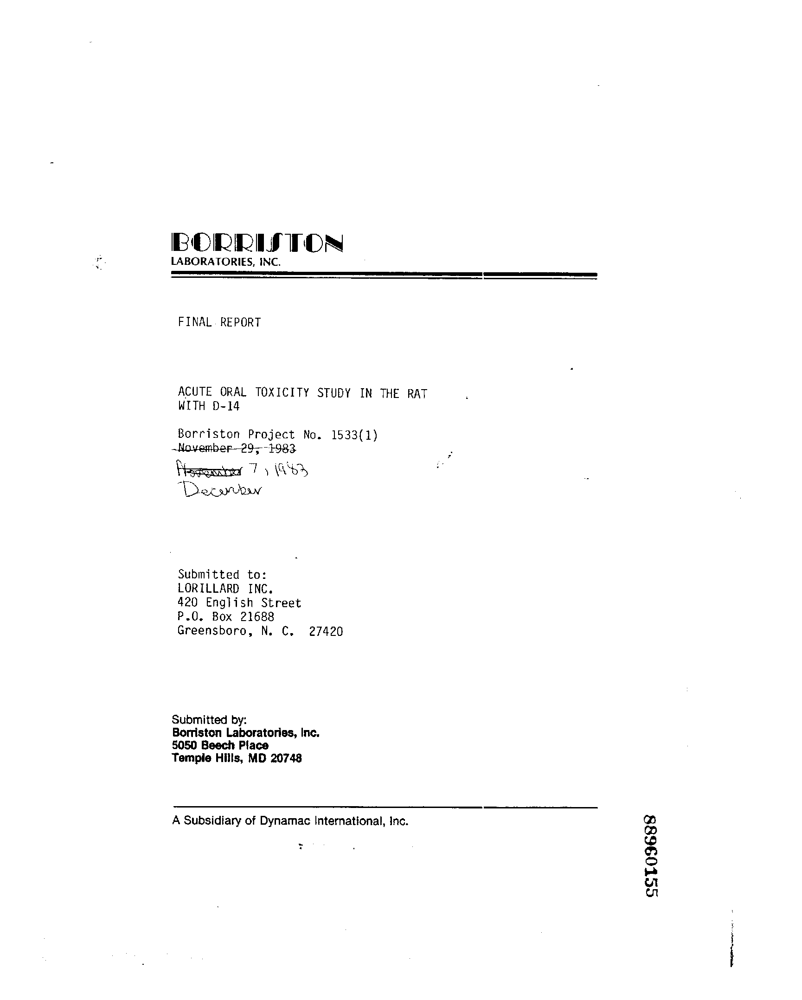 BORRISTON
LABORATORIES, INC.
FINAL REPORT
ACUTE ORAL TOXICITY STUDY IN THE RAT
WITH D-14
Borriston Project No. 1533(1)
November 29, 1983
7, 1983
December
Submitted to:
LORILLARD INC.
420 English Street
P.O. Box 21688
Greensboro, N. C. 27420
Submitted by:
Borriston Laboratories, Inc.
5050 Beech Place
Temple Hills, MD 20748
A Subsidiary of Dynamac International, Inc.
88960155